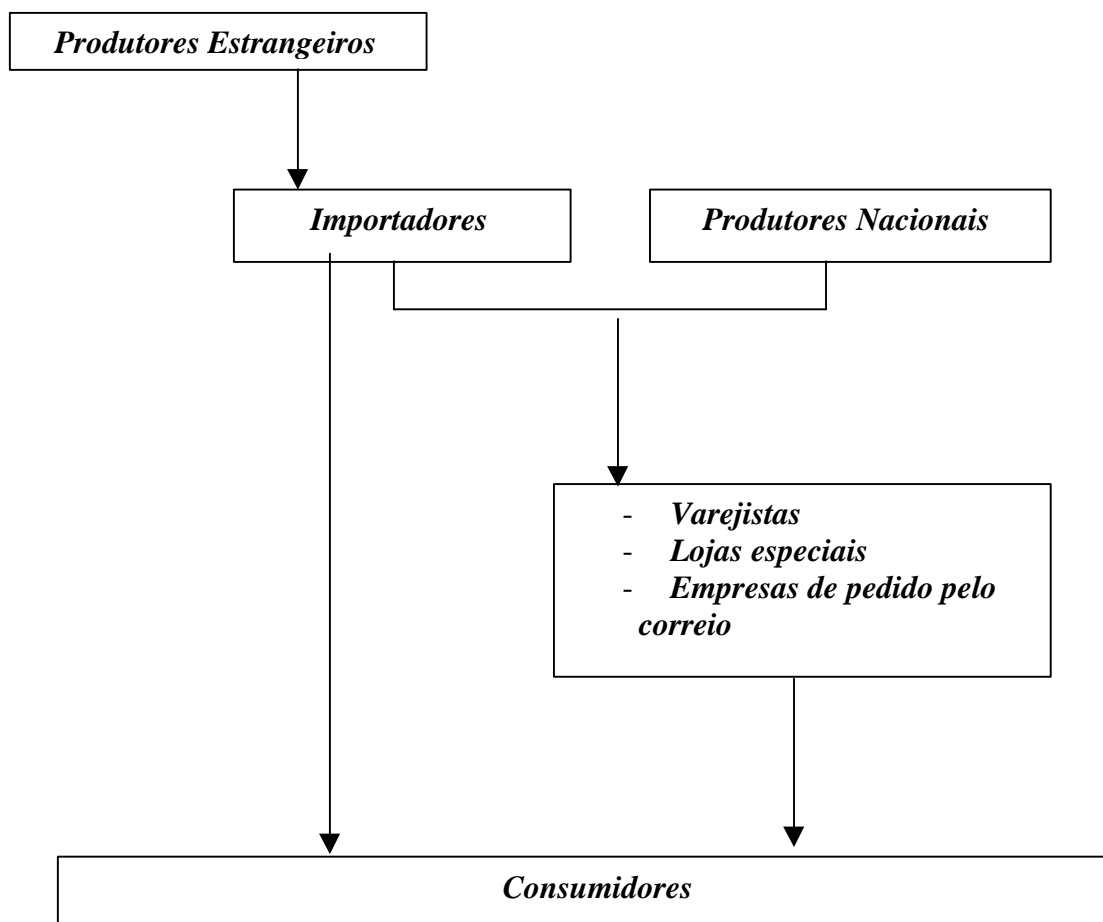 Produtores Estrangeiros
Importadores
Produtores Nacionais
- Varejistas
- Lojas especiais
- Empresas de pedido pelo
correio
Consumidores